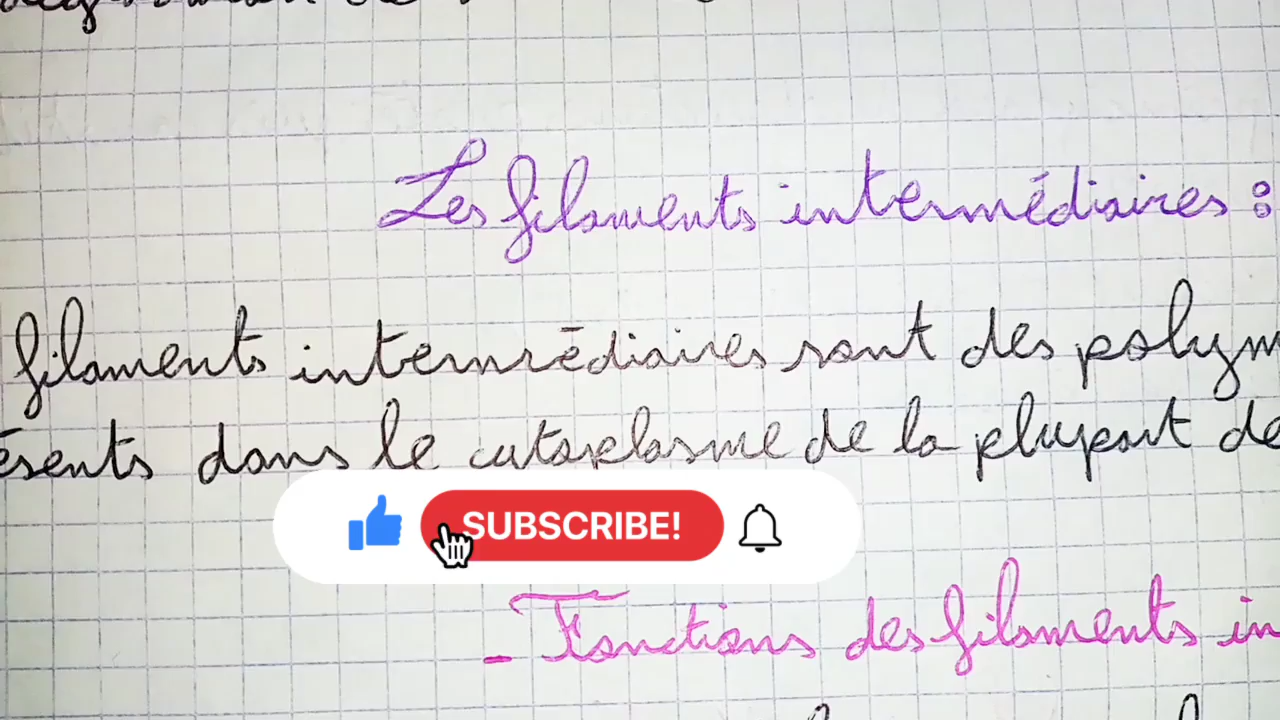 Les filaments intermédiaires :
filaments intermédiaires sont des polym
ésents dans le cytoplasme de la plupart de
SUBSCRIBE!
- Fonctions des filaments in